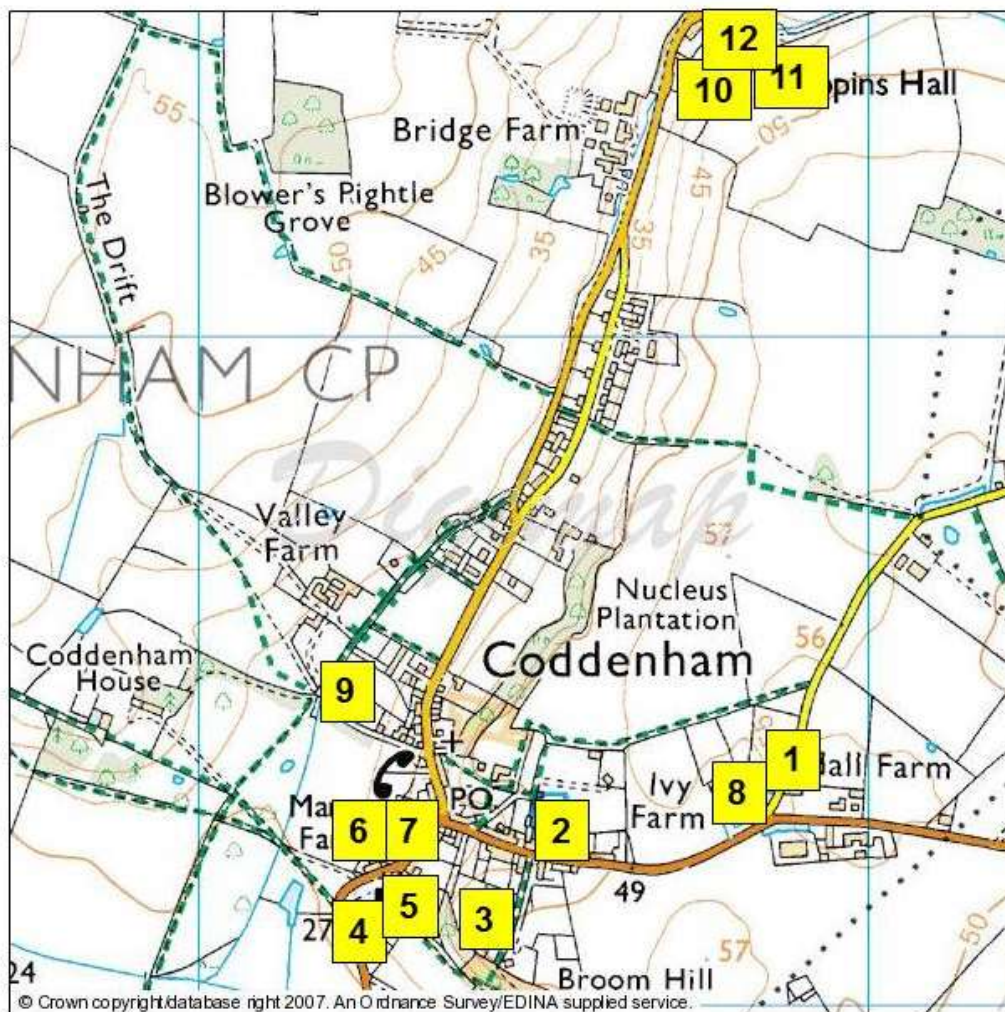 12
10
11
ppins Hall
55
50
Bridge Farm
45
Blower's Pightle
Grove
The Drift
50
45
35
35
NHAM CP
Digimap
Valley
Farm
57
Nucleus
Plantation
56
Coddenham
Coddenham
House
9
1
Hall Farm
8
Ivy
Farm
PO
6
7
2
49
5
3
4
27
24
57
50
Broom Hill
© Crown copyright/database right 2007. An Ordnance Survey/EDINA supplied service.